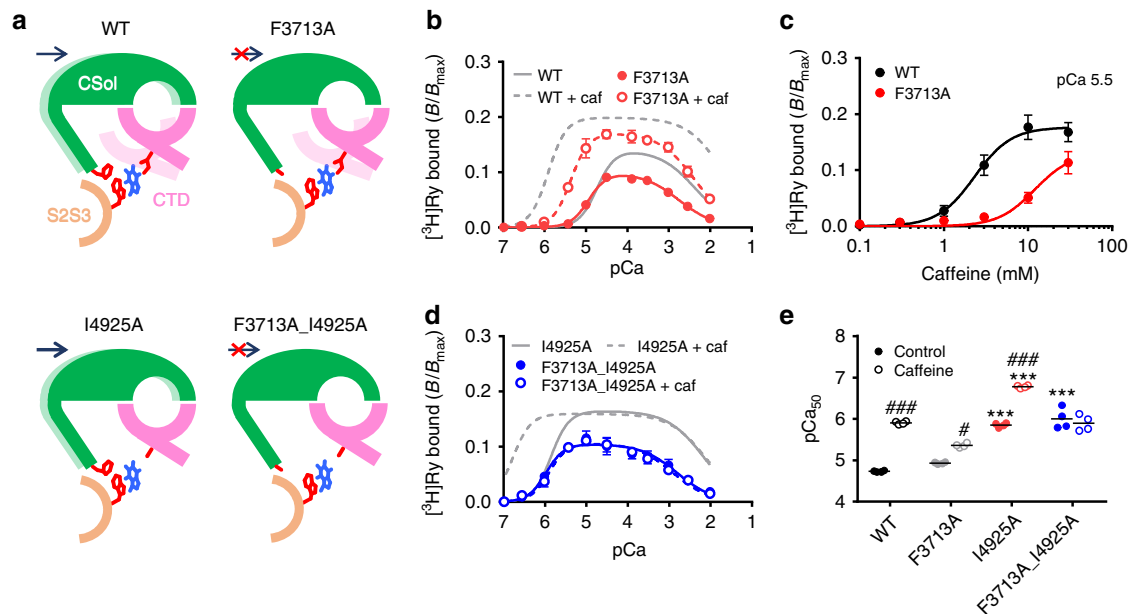 a
WT
F3713A
CSol
S2S3
CTD
I4925A
F3713A_I4925A
b
[³H]Ry bound (B/Bmax)
0.3
0.2
0.1
0.0
WT
WT + caf
F3713A
F3713A + caf
7 6 5 4 3 2 1
pCa
c
[³H]Ry bound (B/Bmax)
0.3
0.2
0.1
0.0
WT
F3713A
pCa 5.5
0.1 1 10 100
Caffeine (mM)
d
[³H]Ry bound (B/Bmax)
0.3
0.2
0.1
0.0
I4925A
I4925A + caf
F3713A_I4925A
F3713A_I4925A + caf
7 6 5 4 3 2 1
pCa
e
pCa50
8
7
6
5
4
Control
Caffeine
###
#
***
###
***
***
WT
F3713A
I4925A
F3713A_I4925A